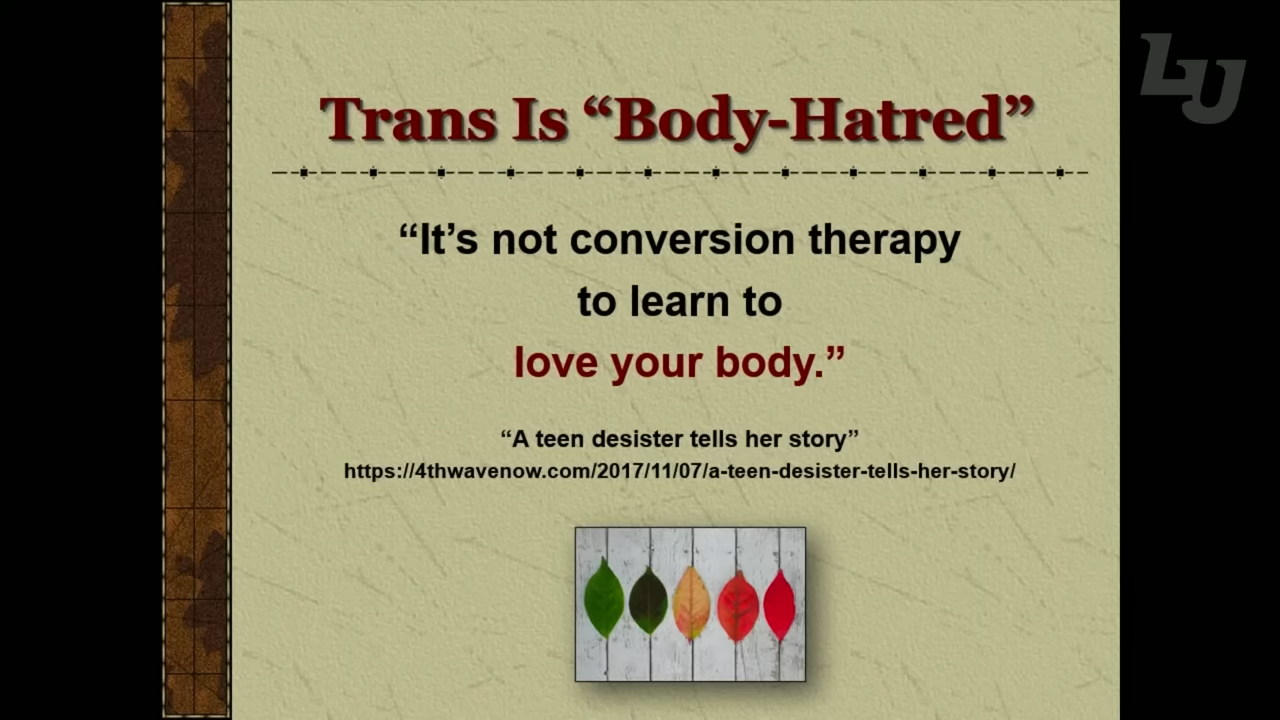 LU
Trans Is “Body-Hatred”
“It’s not conversion therapy
to learn to
love your body.”
“A teen desister tells her story”
https://4thwavenow.com/2017/11/07/a-teen-desister-tells-her-story/